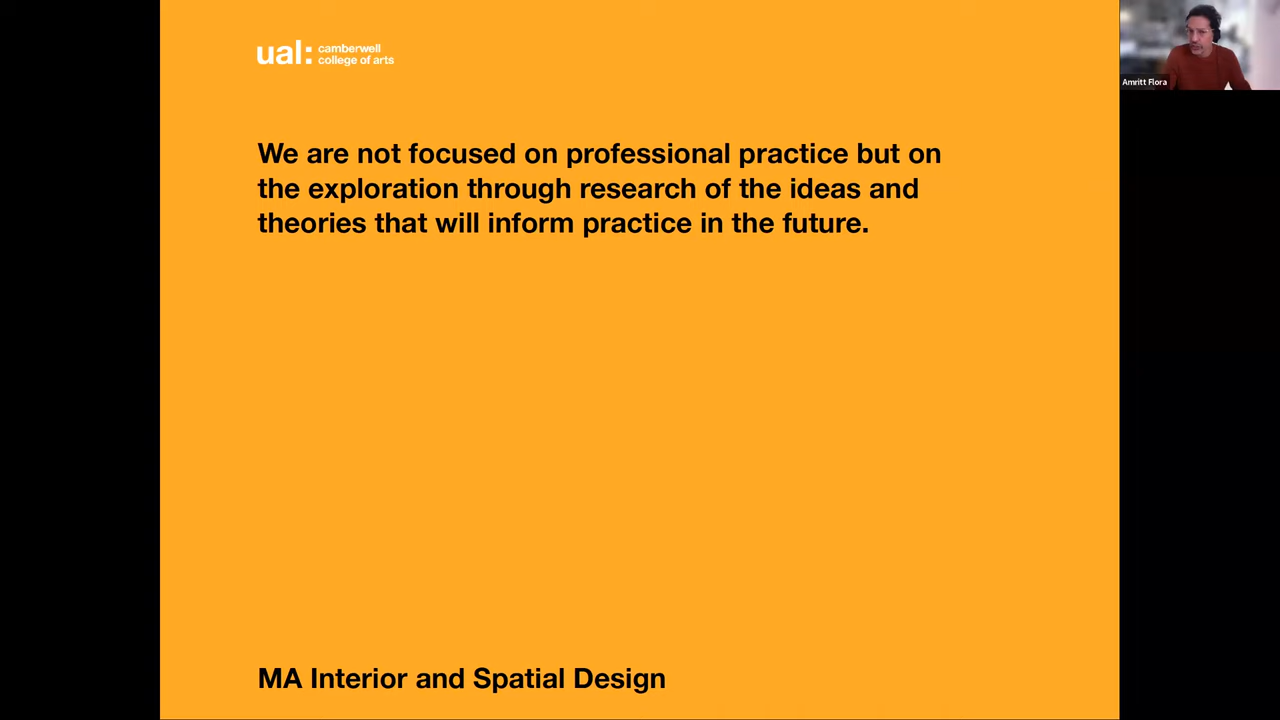 ual: camberwell
college of arts
Amritt Flora
We are not focused on professional practice but on
the exploration through research of the ideas and
theories that will inform practice in the future.
MA Interior and Spatial Design